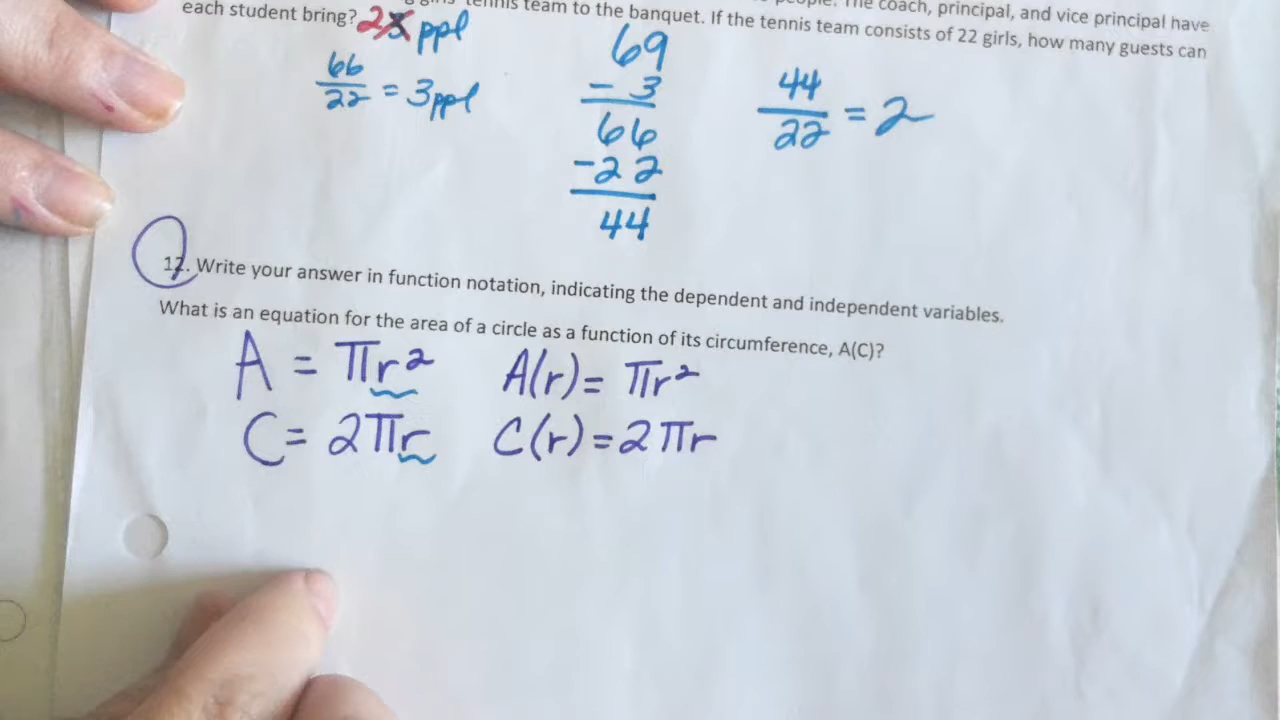 tennis team to the banquet. If the tennis team consists of 22 girls, how many guests can
The coach, principal, and vice principal have
each student bring? 2 ppl
66/22 = 3ppl
69
- 3
66
-22
44
44/22 = 2
12. Write your answer in function notation, indicating the dependent and independent variables.
What is an equation for the area of a circle as a function of its circumference, A(C)?
A = πr² A(r) = πr²
C = 2πr C(r) = 2πr